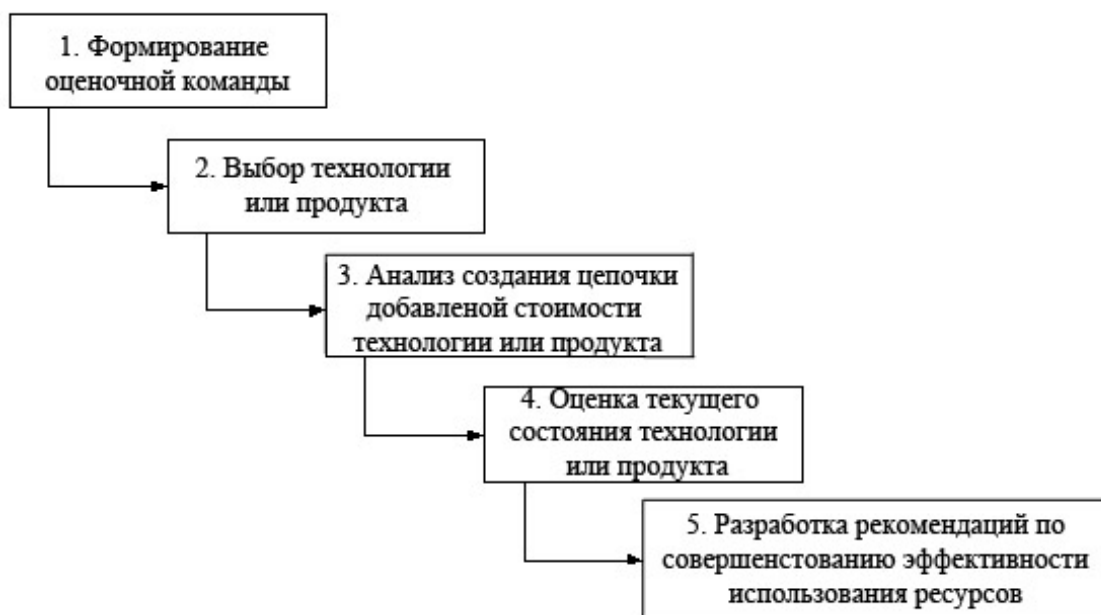 1. Формирование
оценочной команды
2. Выбор технологии
или продукта
3. Анализ создания цепочки
добавленой стоимости
технологии или продукта
4. Оценка текущего
состояния технологии
или продукта
5. Разработка рекомендаций по
совершенстованию эффективности
использования ресурсов